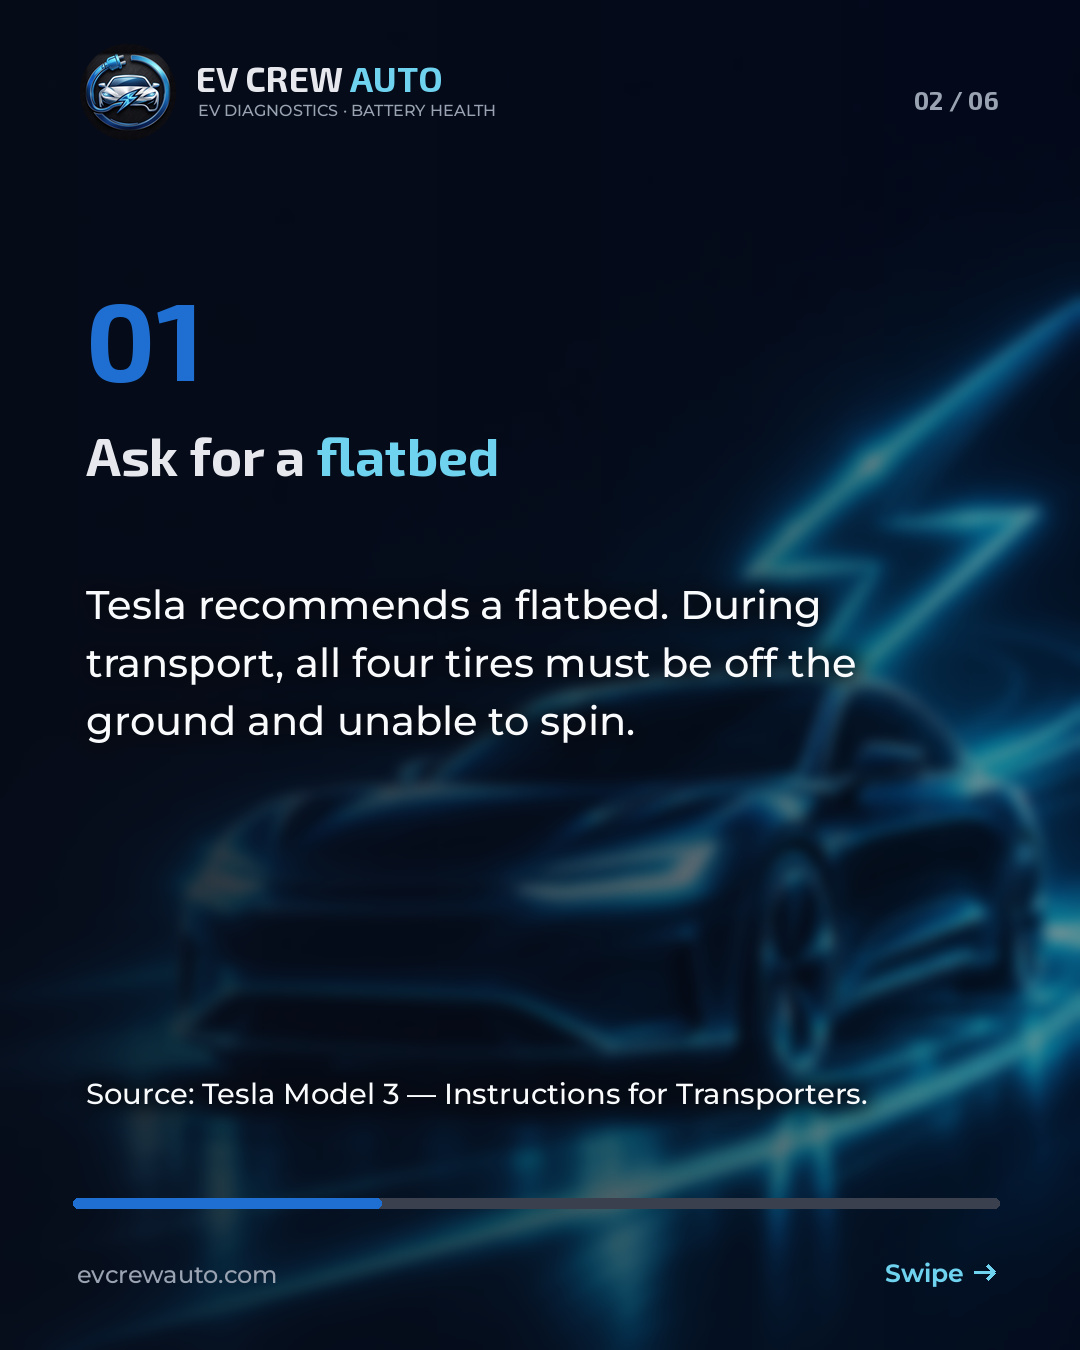 EV CREW AUTO
EV DIAGNOSTICS · BATTERY HEALTH
02 / 06
01
Ask for a flatbed
Tesla recommends a flatbed. During
transport, all four tires must be off the
ground and unable to spin.
Source: Tesla Model 3 — Instructions for Transporters.
evcrewauto.com
Swipe →